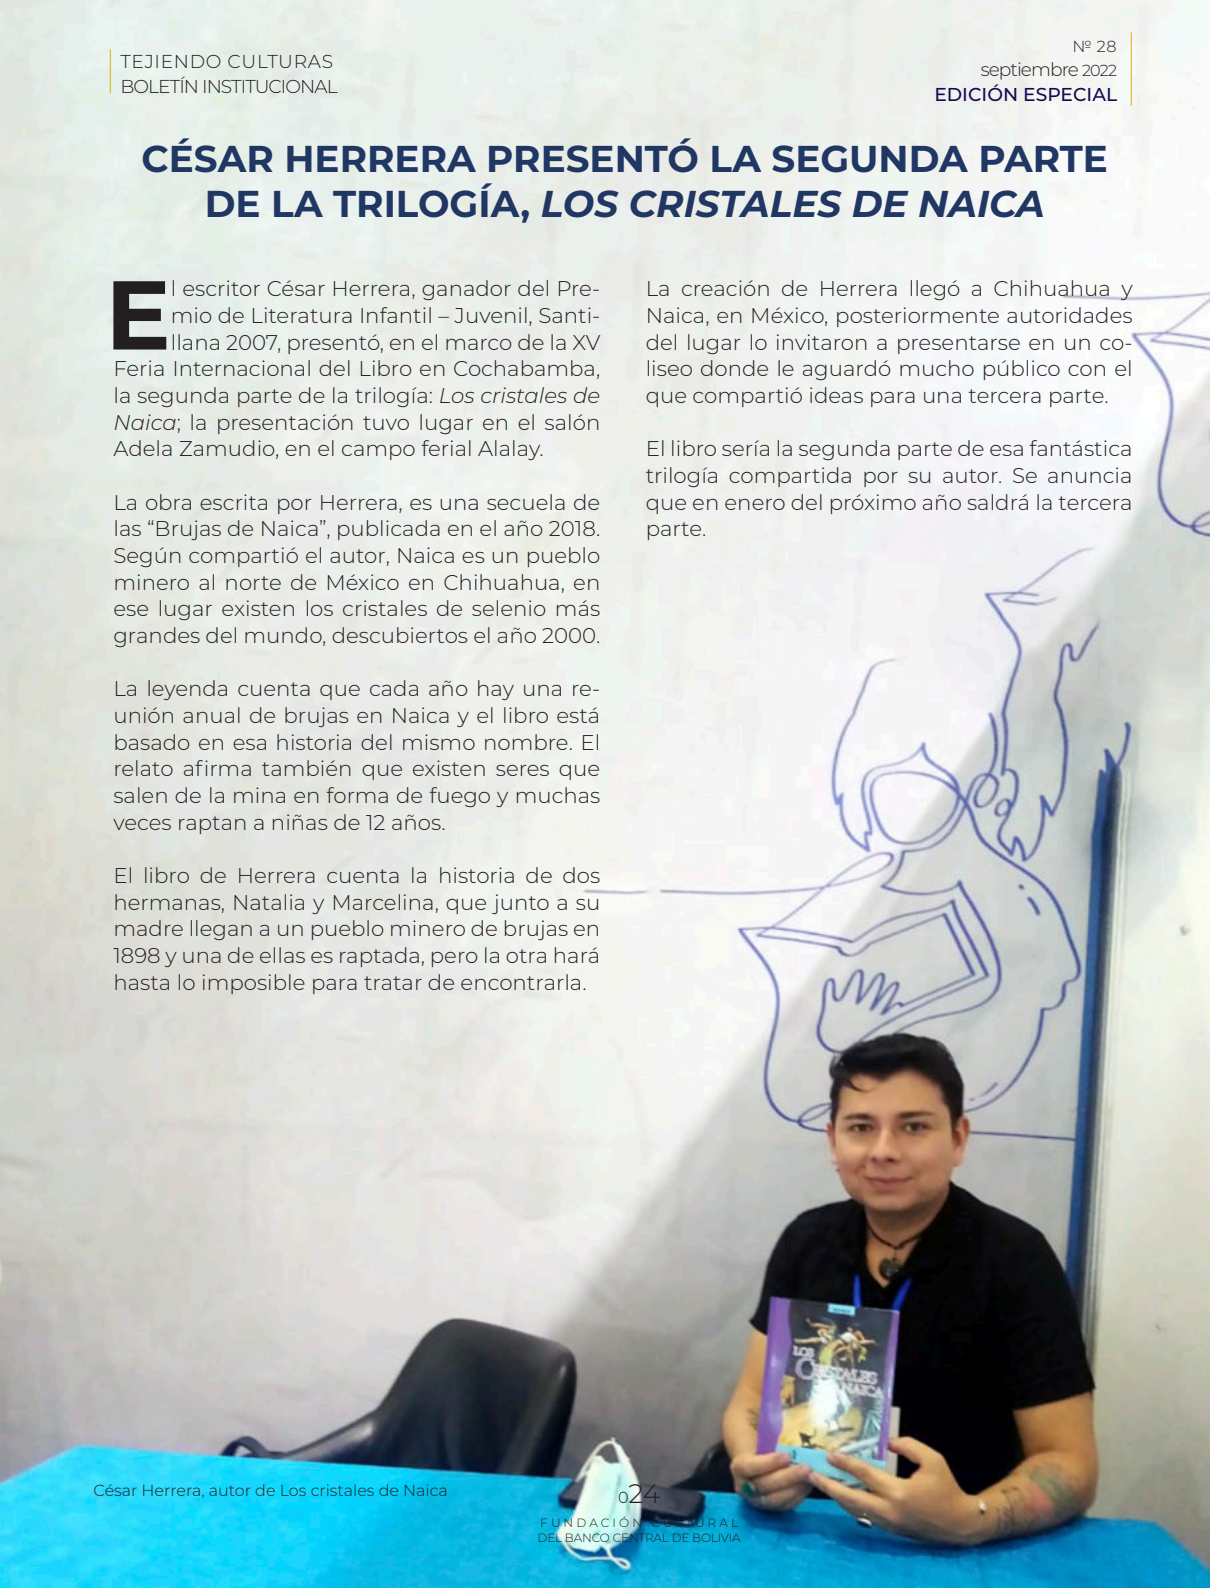 TEJIENDO CULTURAS
BOLETÍN INSTITUCIONAL
Nº 28
septiembre 2022
EDICIÓN ESPECIAL
CÉSAR HERRERA PRESENTÓ LA SEGUNDA PARTE
DE LA TRILOGÍA, LOS CRISTALES DE NAICA
El escritor César Herrera, ganador del Pre-
mio de Literatura Infantil – Juvenil, Santi-
llana 2007, presentó, en el marco de la XV
Feria Internacional del Libro en Cochabamba,
la segunda parte de la trilogía: Los cristales de
Naica; la presentación tuvo lugar en el salón
Adela Zamudio, en el campo ferial Alalay.
La obra escrita por Herrera, es una secuela de
las “Brujas de Naica”, publicada en el año 2018.
Según compartió el autor, Naica es un pueblo
minero al norte de México en Chihuahua, en
ese lugar existen los cristales de selenio más
grandes del mundo, descubiertos el año 2000.
La leyenda cuenta que cada año hay una re-
unión anual de brujas en Naica y el libro está
basado en esa historia del mismo nombre. El
relato afirma también que existen seres que
salen de la mina en forma de fuego y muchas
veces raptan a niñas de 12 años.
El libro de Herrera cuenta la historia de dos
hermanas, Natalia y Marcelina, que junto a su
madre llegan a un pueblo minero de brujas en
1898 y una de ellas es raptada, pero la otra hará
hasta lo imposible para tratar de encontrarla.
La creación de Herrera llegó a Chihuahua y
Naica, en México, posteriormente autoridades
del lugar lo invitaron a presentarse en un co-
liseo donde le aguardó mucho público con el
que compartió ideas para una tercera parte.
El libro sería la segunda parte de esa fantástica
trilogía compartida por su autor. Se anuncia
que en enero del próximo año saldrá la tercera
parte.
LOS
CRISTALES
NAICA
César Herrera, autor de Los cristales de Naica
024
FUNDACIÓN CULTURAL
DEL BANCO CENTRAL DE BOLIVIA